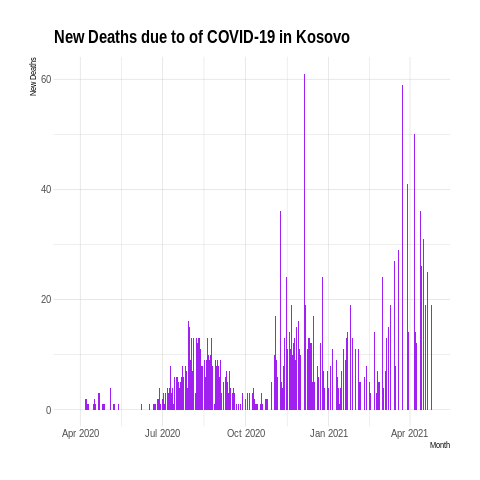 New Deaths due to of COVID-19 in Kosovo
New Deaths
60
40
20
0
Apr 2020 Jul 2020 Oct 2020 Jan 2021 Apr 2021
Month